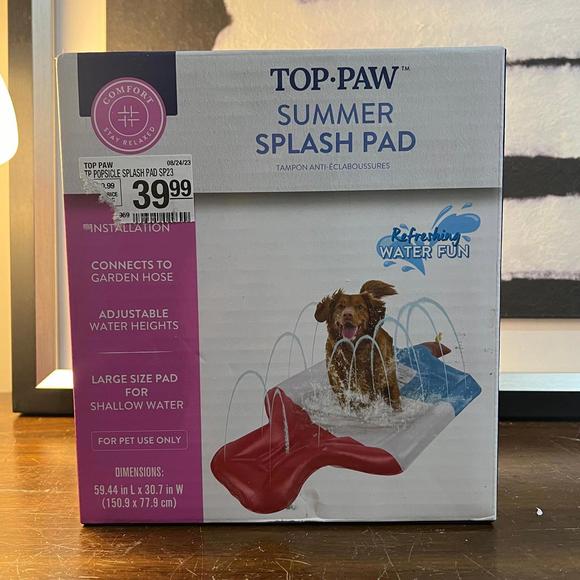 COMFORT
STAY RELAXED
TOP•PAW™
SUMMER
SPLASH PAD
TAMPON ANTI-ÉCLABOUSSURES
TOP PAW 08/24/23
TP POPSICLE SPLASH PAD SP23
.99
39.99
969
INSTALLATION
CONNECTS TO
GARDEN HOSE
ADJUSTABLE
WATER HEIGHTS
LARGE SIZE PAD
FOR
SHALLOW WATER
FOR PET USE ONLY
DIMENSIONS:
59.44 in L x 30.7 in W
(150.9 x 77.9 cm)
Refreshing
WATER FUN